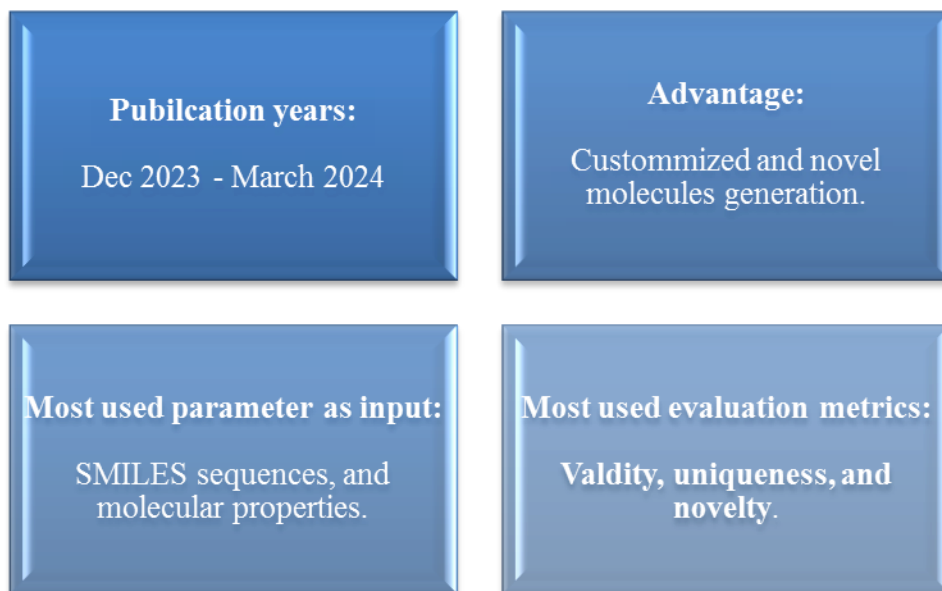 Pubilcation years:
Dec 2023 - March 2024
Advantage:
Custommized and novel
molecules generation.
Most used parameter as input:
SMILES sequences, and
molecular properties.
Most used evaluation metrics:
Valdity, uniqueness, and
novelty.